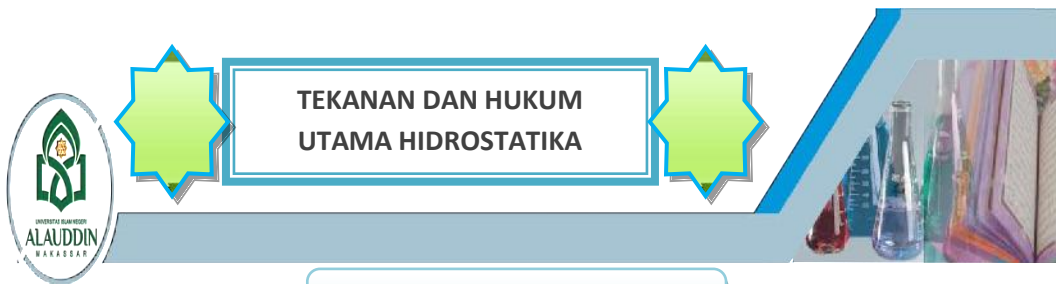 TEKANAN DAN HUKUM
UTAMA HIDROSTATIKA
UNIVERSITAS ISLAM NEGERI
ALAUDDIN
MAKASSAR